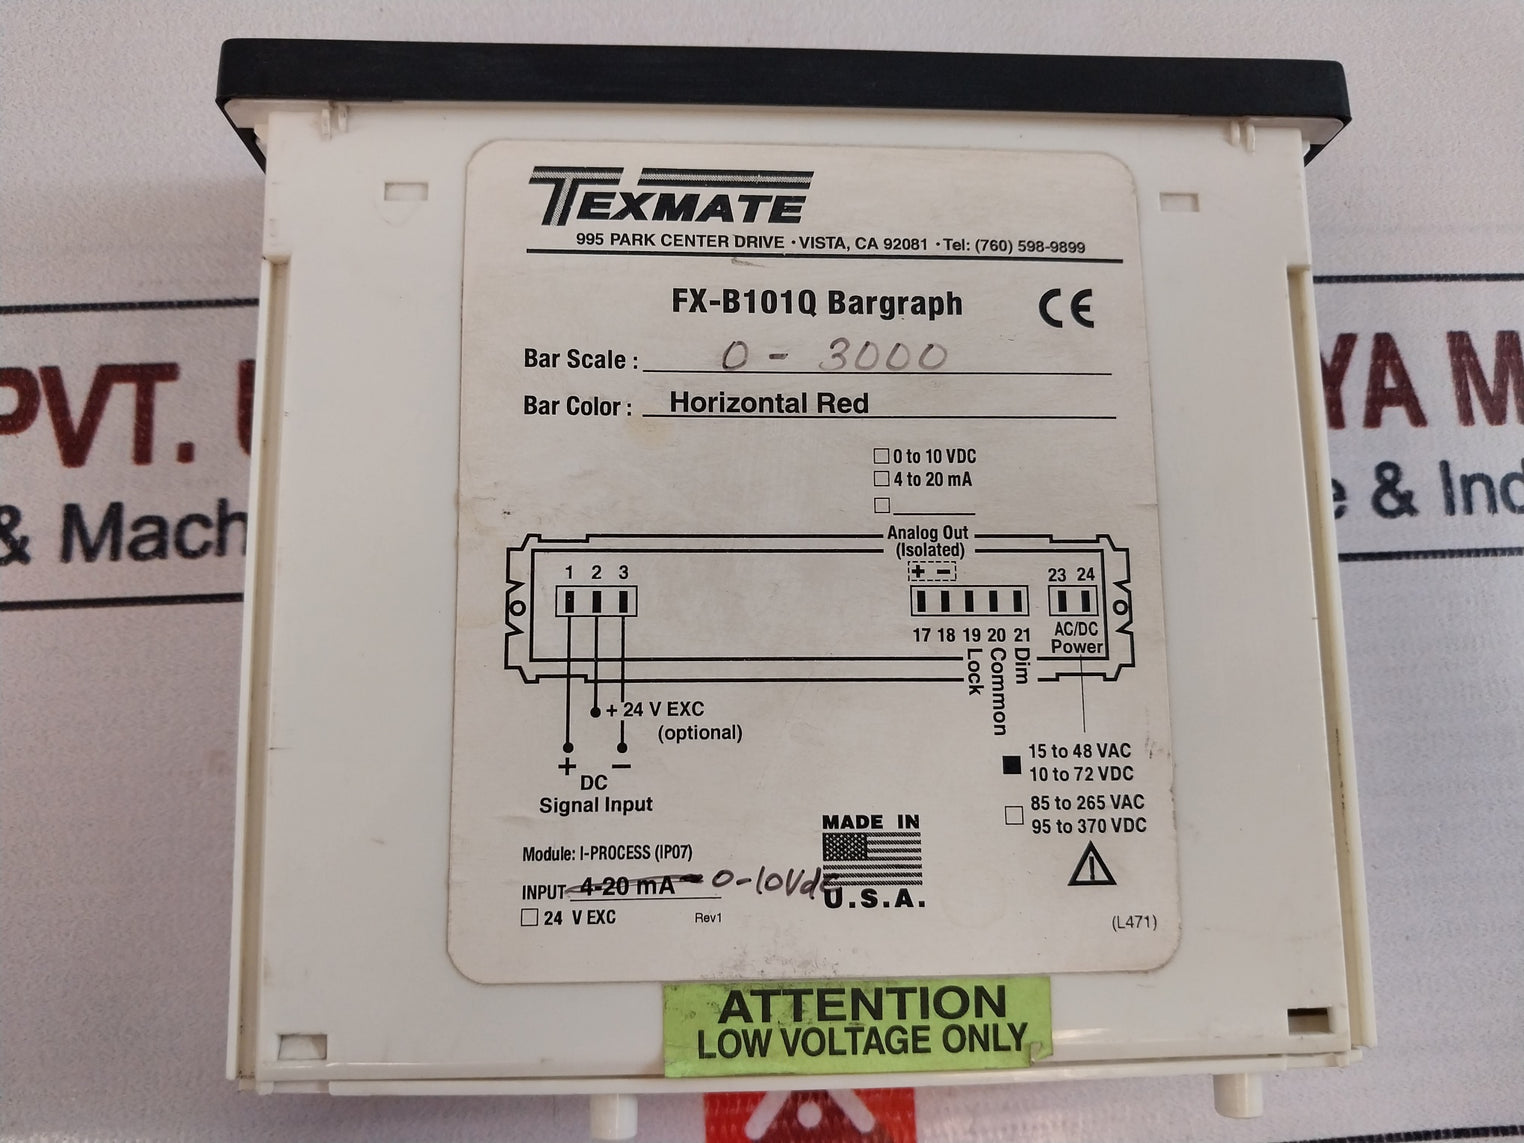 TEXMATE
995 PARK CENTER DRIVE • VISTA, CA 92081 • Tel: (760) 598-9899
FX-B101Q Bargraph CE
Bar Scale : 0 - 3000
Bar Color : Horizontal Red
0 to 10 VDC
4 to 20 mA
Analog Out
(Isolated)
+ −
1 2 3
23 24
17 18 19 20 21
AC/DC
Power
Lock
Common
Dim
+ 24 V EXC
(optional)
+ −
DC
Signal Input
15 to 48 VAC
10 to 72 VDC
85 to 265 VAC
95 to 370 VDC
MADE IN
U.S.A.
Module: I-PROCESS (IP07)
INPUT 4-20 mA 0-10Vdc
24 V EXC
Rev1
(L471)
ATTENTION
LOW VOLTAGE ONLY
PVT.
& Mach
YA M
& Ind